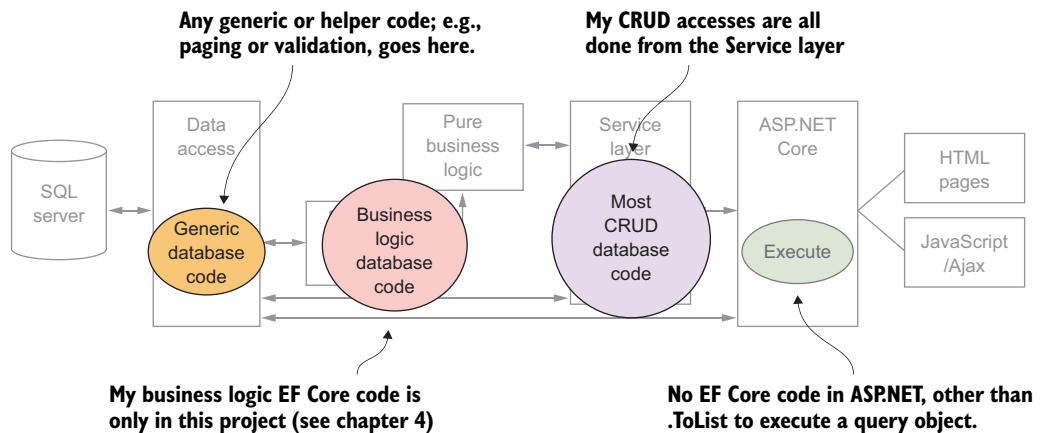 Any generic or helper code; e.g.,
paging or validation, goes here.
My CRUD accesses are all
done from the Service layer
Data
access
Pure
business
logic
Service
layer
ASP.NET
Core
SQL
server
Generic
database
code
Business
logic
database
code
Most
CRUD
database
code
Execute
HTML
pages
JavaScript
/Ajax
My business logic EF Core code is
only in this project (see chapter 4)
No EF Core code in ASP.NET, other than
.ToList to execute a query object.